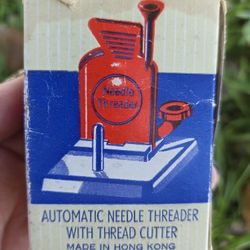 Needle
Threader
AUTOMATIC NEEDLE THREADER
WITH THREAD CUTTER
MADE IN HONG KONG